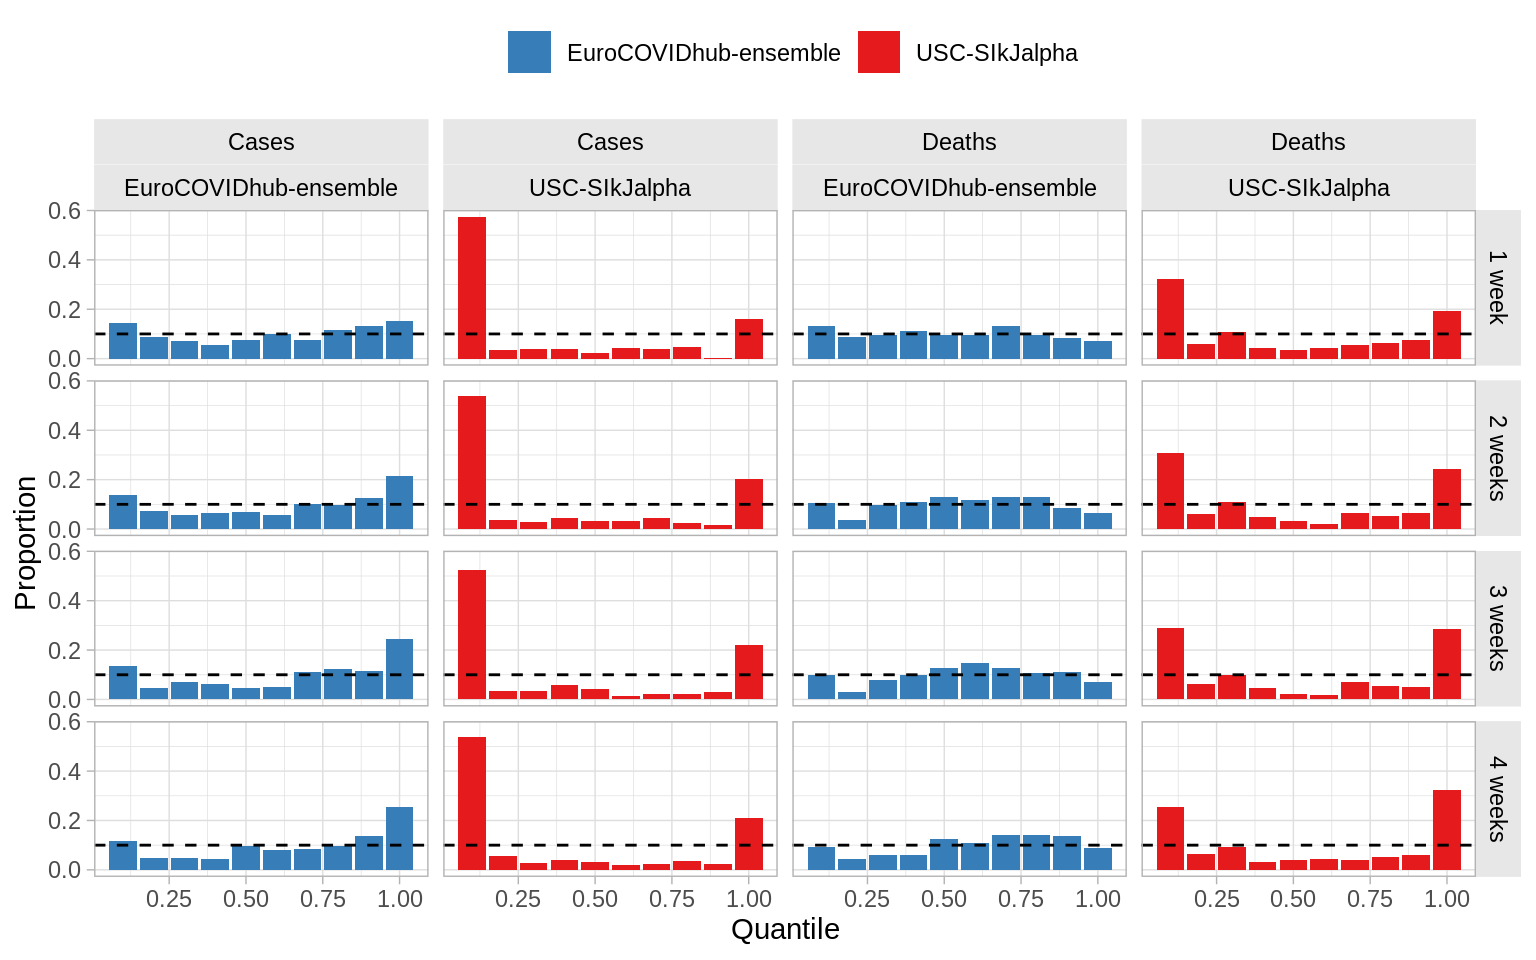 EuroCOVIDhub-ensemble USC-SIkJalpha
Cases Cases Deaths Deaths
EuroCOVIDhub-ensemble USC-SIkJalpha EuroCOVIDhub-ensemble USC-SIkJalpha
0.6
0.4
0.2
0.0
1 week
0.6
0.4
0.2
0.0
2 weeks
0.6
0.4
0.2
0.0
3 weeks
0.6
0.4
0.2
0.0
4 weeks
Proportion
0.25 0.50 0.75 1.00 0.25 0.50 0.75 1.00 0.25 0.50 0.75 1.00 0.25 0.50 0.75 1.00
Quantile